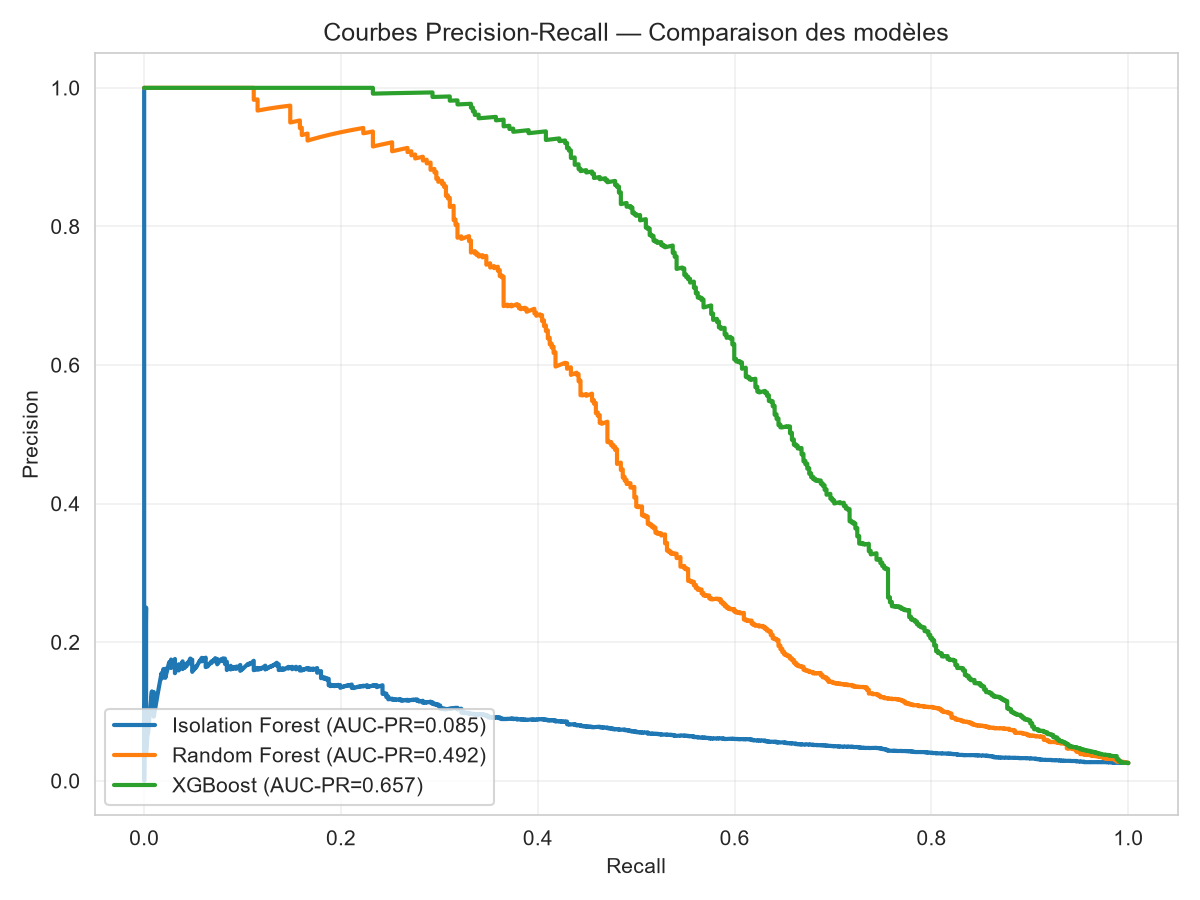 Courbes Precision-Recall — Comparaison des modèles
Precision
1.0
0.8
0.6
0.4
0.2
0.0
Isolation Forest (AUC-PR=0.085)
Random Forest (AUC-PR=0.492)
XGBoost (AUC-PR=0.657)
0.0 0.2 0.4 0.6 0.8 1.0
Recall